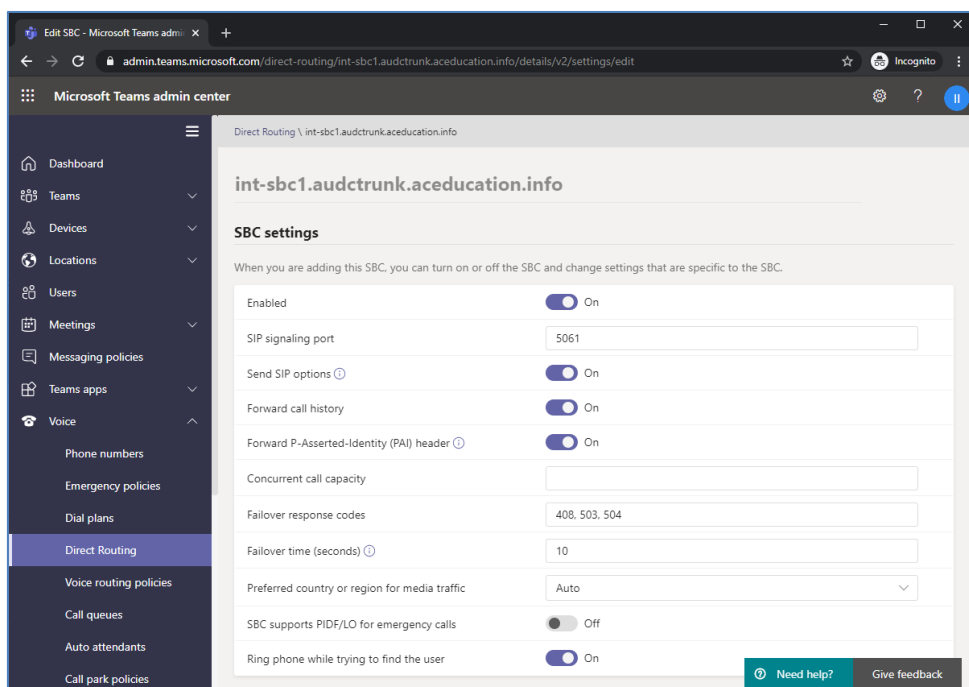 Edit SBC - Microsoft Teams admi
admin.teams.microsoft.com/direct-routing/int-sbc1.audctrunk.aceducation.info/details/v2/settings/edit
Incognito
Microsoft Teams admin center
II
Dashboard
Teams
Devices
Locations
Users
Meetings
Messaging policies
Teams apps
Voice
Phone numbers
Emergency policies
Dial plans
Direct Routing
Voice routing policies
Call queues
Auto attendants
Call park policies
Direct Routing \ int-sbc1.audctrunk.aceducation.info
int-sbc1.audctrunk.aceducation.info
SBC settings
When you are adding this SBC, you can turn on or off the SBC and change settings that are specific to the SBC.
Enabled On
SIP signaling port 5061
Send SIP options On
Forward call history On
Forward P-Asserted-Identity (PAI) header On
Concurrent call capacity
Failover response codes 408, 503, 504
Failover time (seconds) 10
Preferred country or region for media traffic Auto
SBC supports PIDF/LO for emergency calls Off
Ring phone while trying to find the user On
Need help? Give feedback